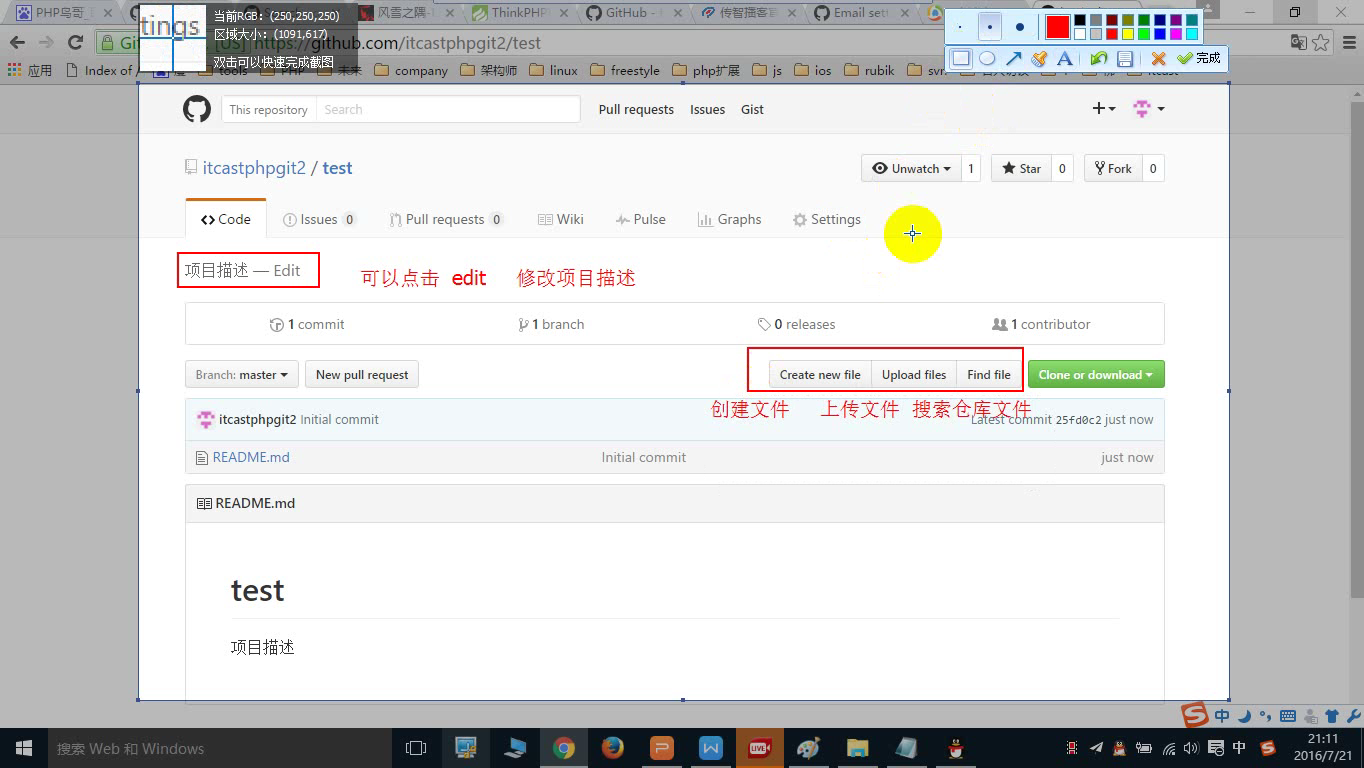 PHP鸟哥
风雪之隅
ThinkPHP
GitHub
传智播客官
Email set
当前RGB: (250,250,250)
区域大小: (1091,617)
双击可以快速完成截图
tings
[US] https://github.com/itcastphpgit2/test
完成
应用 Index of / PHP tools 未来 company 架构师 linux freestyle php扩展 js ios rubik svn
This repository Search Pull requests Issues Gist
itcastphpgit2 / test Unwatch 1 Star 0 Fork 0
Code Issues 0 Pull requests 0 Wiki Pulse Graphs Settings
项目描述 — Edit 可以点击 edit 修改项目描述
1 commit 1 branch 0 releases 1 contributor
Branch: master New pull request Create new file Upload files Find file Clone or download
创建文件 上传文件 搜索仓库文件
itcastphpgit2 Initial commit Latest commit 25fd0c2 just now
README.md Initial commit just now
README.md
test
项目描述
中
搜索 Web 和 Windows
LIVE
中
21:11
2016/7/21